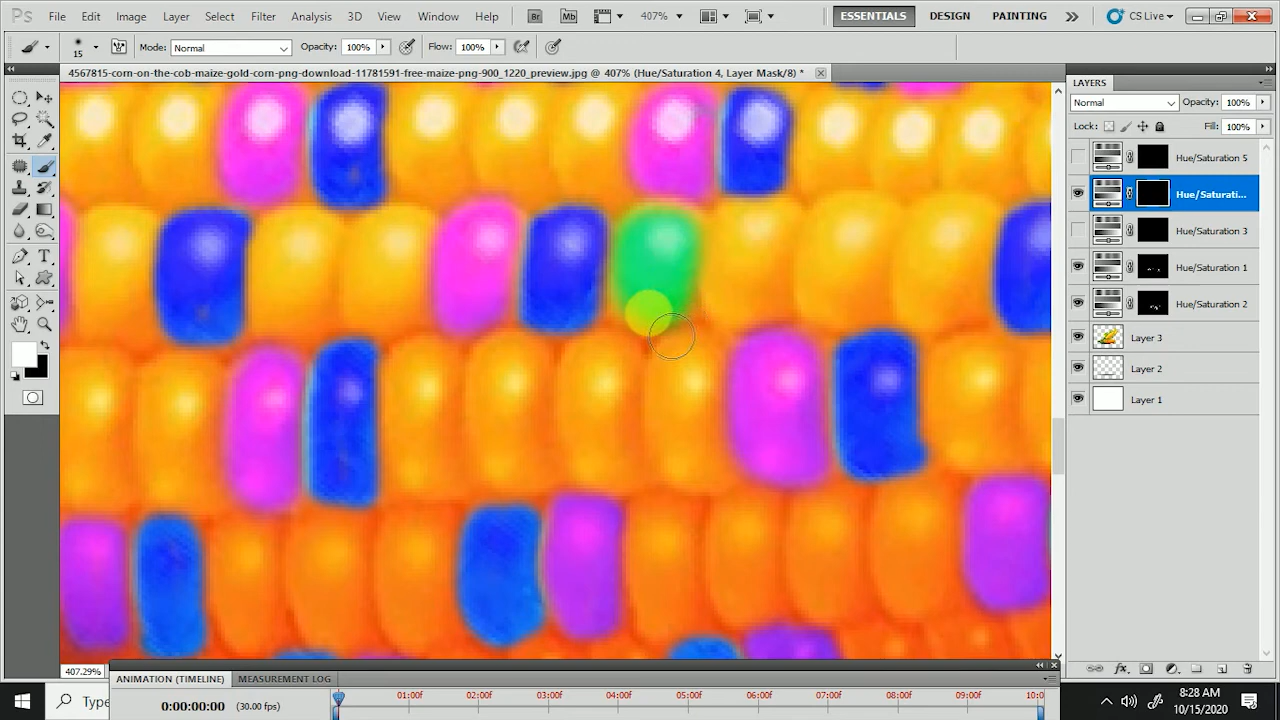 Ps File Edit Image Layer Select Filter Analysis 3D View Window Help Br Mb 407% ESSENTIALS DESIGN PAINTING CS Live
15 Mode: Normal Opacity: 100% Flow: 100%
4567815-corn-on-the-cob-maize-gold-corn-png-download-11781591-free-maize-png-900_1220_preview.jpg @ 407% (Hue/Saturation 4, Layer Mask/8) *
LAYERS
Normal Opacity: 100%
Lock: Fill: 100%
Hue/Saturation 5
Hue/Saturati...
Hue/Saturation 3
Hue/Saturation 1
Hue/Saturation 2
Layer 3
Layer 2
Layer 1
407.29%
ANIMATION (TIMELINE) MEASUREMENT LOG
01:00f 02:00f 03:00f 04:00f 05:00f 06:00f 07:00f 08:00f 09:00f 10:0
0:00:00:00 (30.00 fps)
Type
8:28 AM
10/15/2020